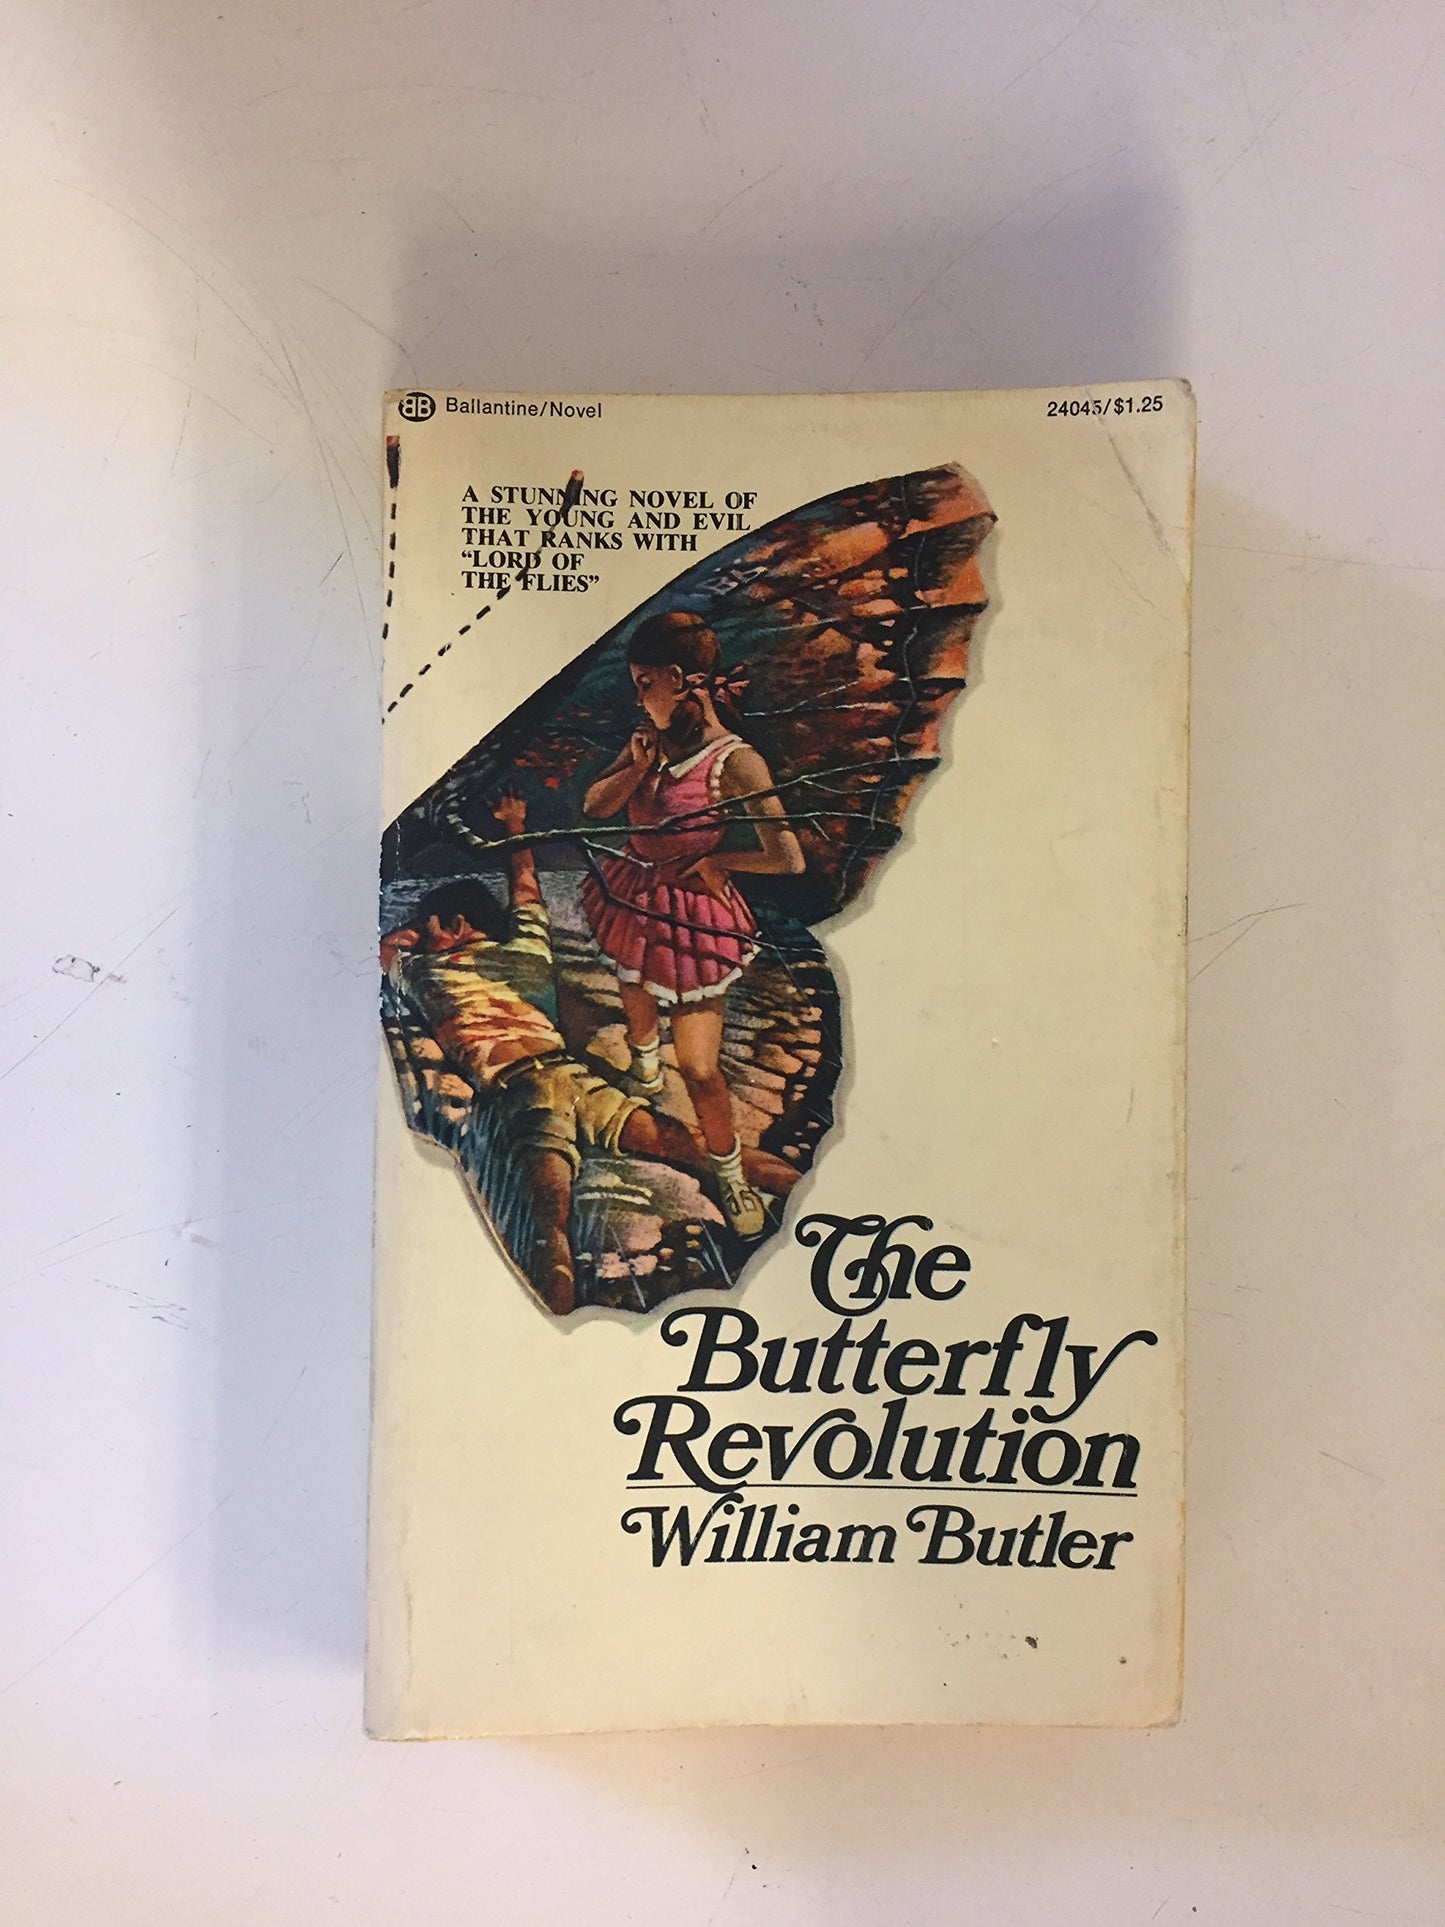 BB Ballantine/Novel
24045/$1.25
A STUNNING NOVEL OF
THE YOUNG AND EVIL
THAT RANKS WITH
“LORD OF
THE FLIES”
The
Butterfly
Revolution
William Butler